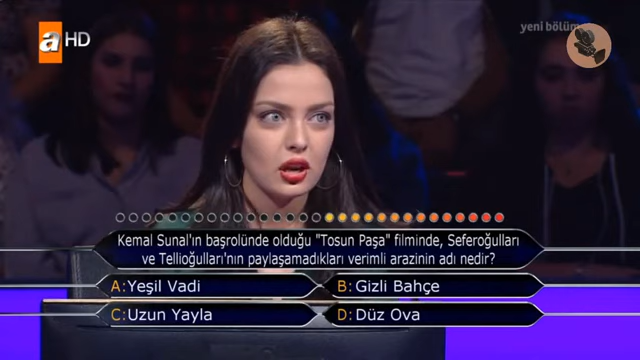 a HD
yeni bölüm
Kemal Sunal'ın başrolünde olduğu "Tosun Paşa" filminde, Seferoğulları
ve Tellioğulları'nın paylaşamadıkları verimli arazinin adı nedir?
A:Yeşil Vadi
B:Gizli Bahçe
C:Uzun Yayla
D:Düz Ova